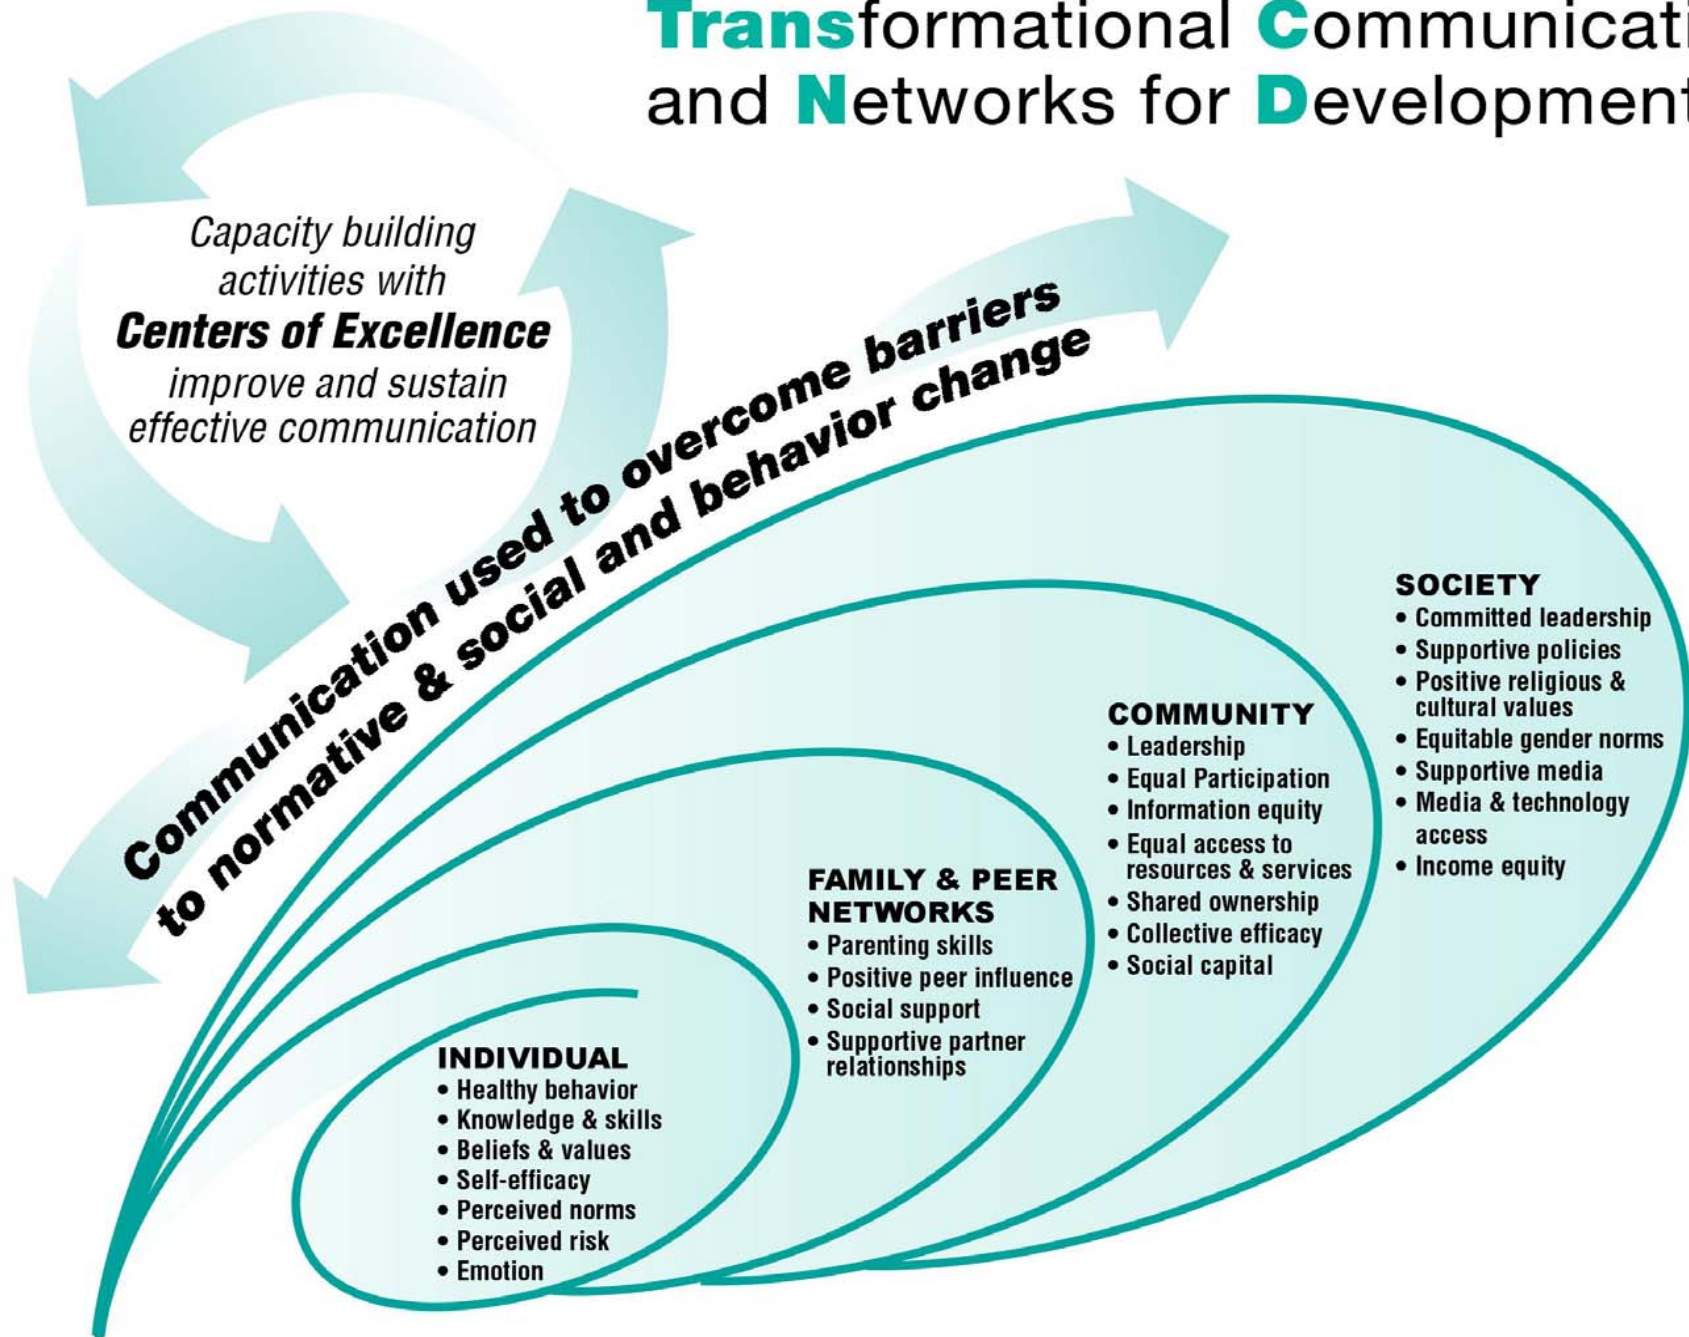 Transformational Communicati
and Networks for Development
Capacity building
activities with
Centers of Excellence
improve and sustain
effective communication
Communication used to overcome barriers
to normative & social and behavior change
SOCIETY
• Committed leadership
• Supportive policies
• Positive religious &
cultural values
• Equitable gender norms
• Supportive media
• Media & technology
access
• Income equity
COMMUNITY
• Leadership
• Equal Participation
• Information equity
• Equal access to
resources & services
• Shared ownership
• Collective efficacy
• Social capital
FAMILY & PEER
NETWORKS
• Parenting skills
• Positive peer influence
• Social support
• Supportive partner
relationships
INDIVIDUAL
• Healthy behavior
• Knowledge & skills
• Beliefs & values
• Self-efficacy
• Perceived norms
• Perceived risk
• Emotion